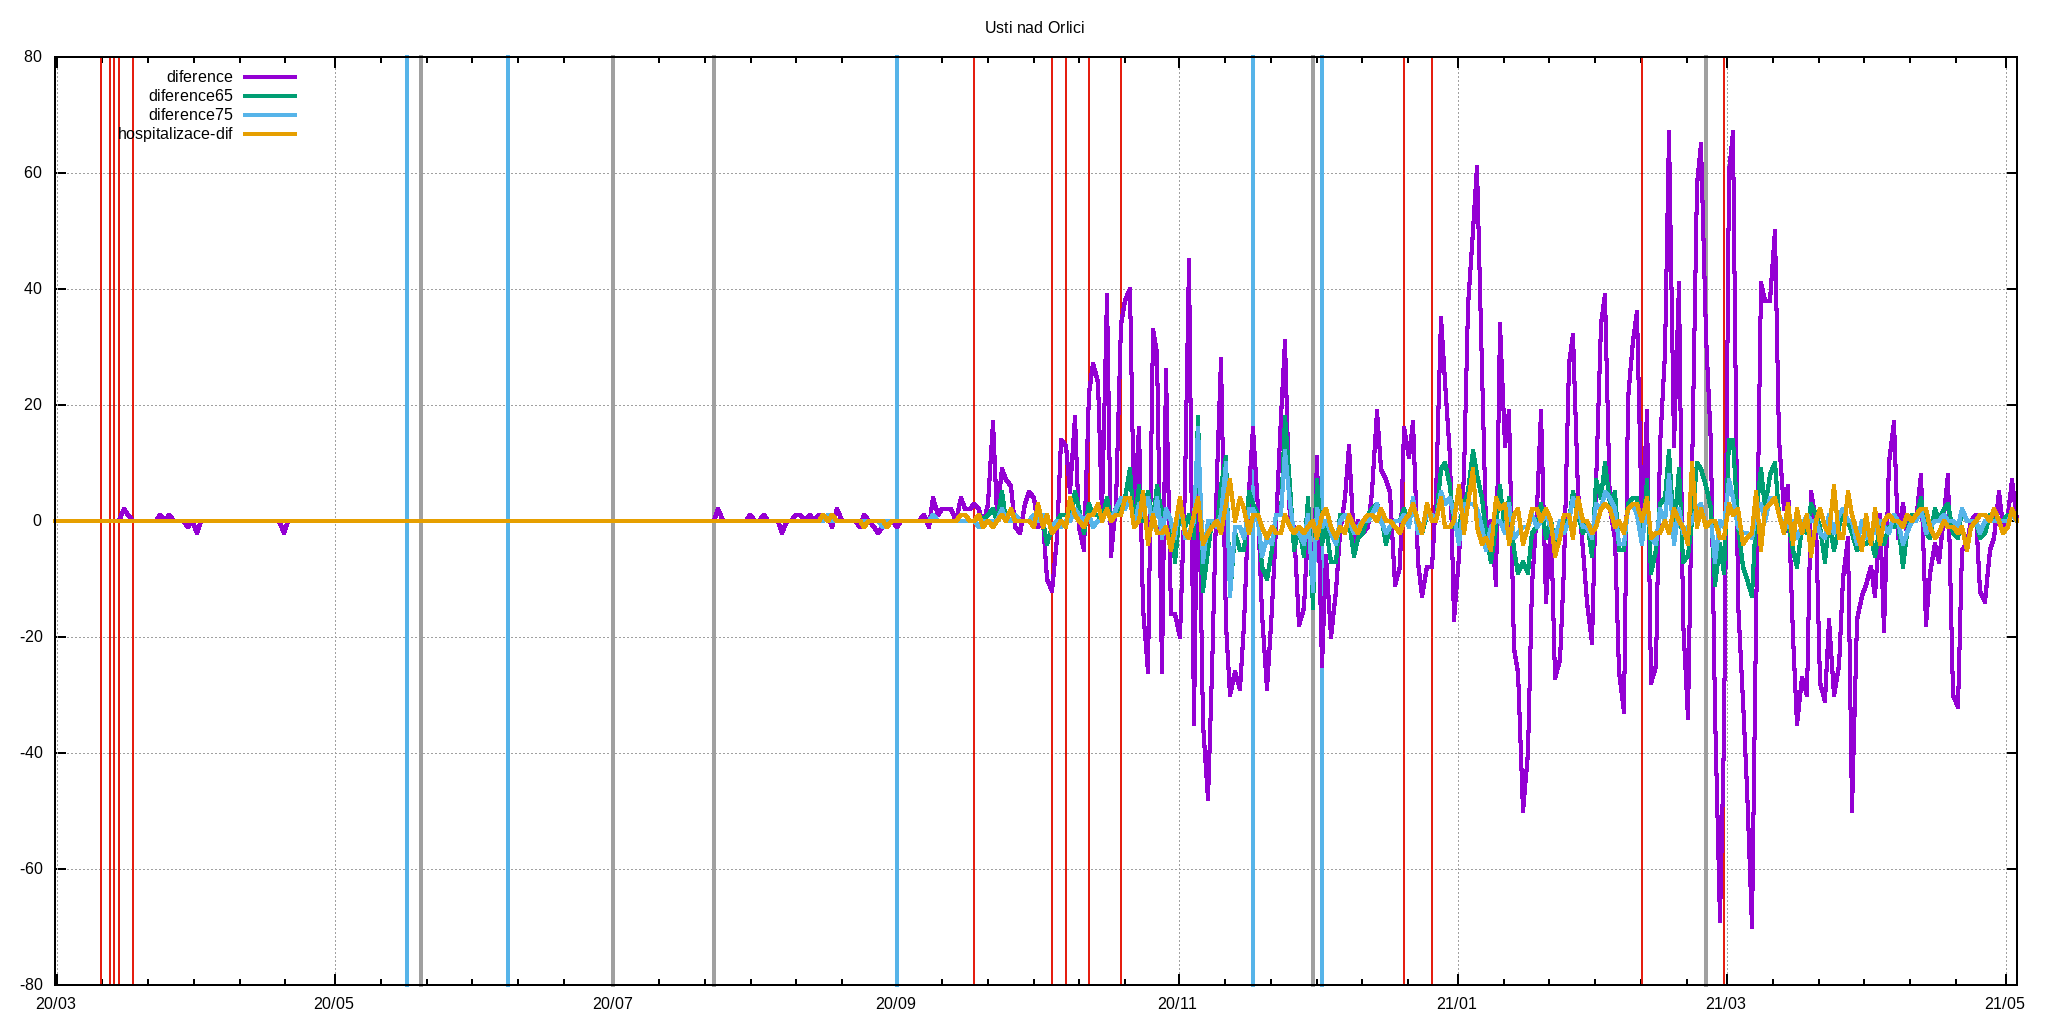 Usti nad Orlici
80
60
40
20
0
-20
-40
-60
-80
diference
diference65
diference75
hospitalizace-dif
20/03 20/05 20/07 20/09 20/11 21/01 21/03 21/05